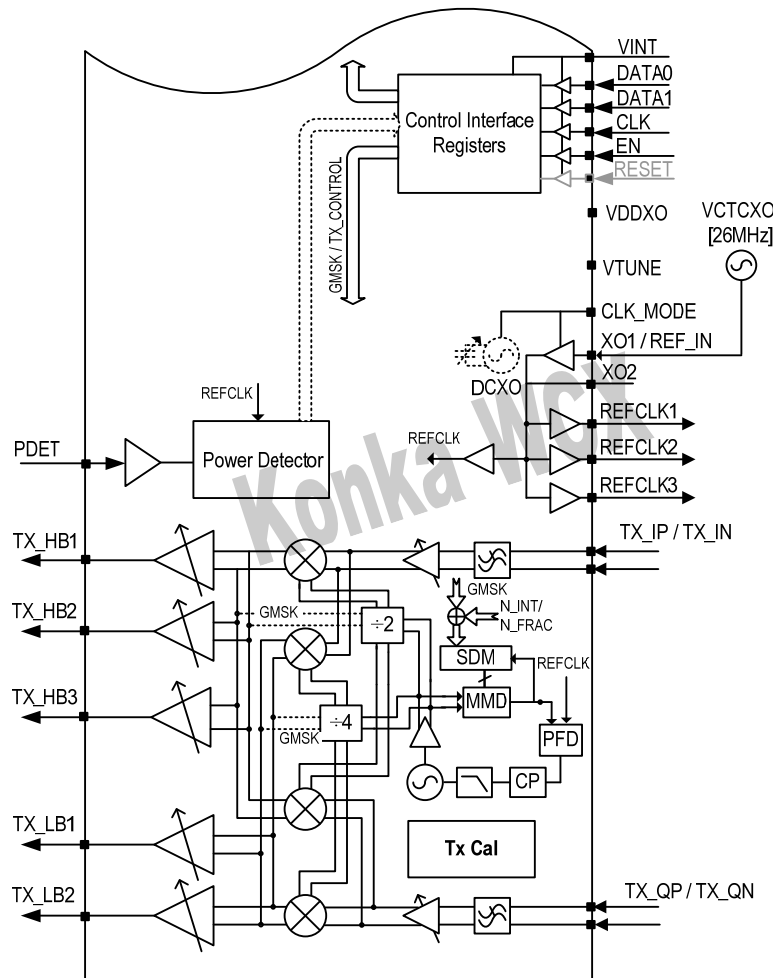 VINT
DATA0
DATA1
CLK
EN
RESET
Control Interface
Registers
GMSK / TX_CONTROL
VDDXO
VCTCXO
[26MHz]
VTUNE
CLK_MODE
XO1 / REF_IN
DCXO
XO2
REFCLK
REFCLK1
PDET
Power Detector
REFCLK
REFCLK2
REFCLK3
Konka WCX
TX_HB1
TX_IP / TX_IN
GMSK
N_INT/
N_FRAC
TX_HB2
GMSK
÷2
SDM
REFCLK
TX_HB3
÷4
MMD
GMSK
PFD
CP
TX_LB1
Tx Cal
TX_LB2
TX_QP / TX_QN